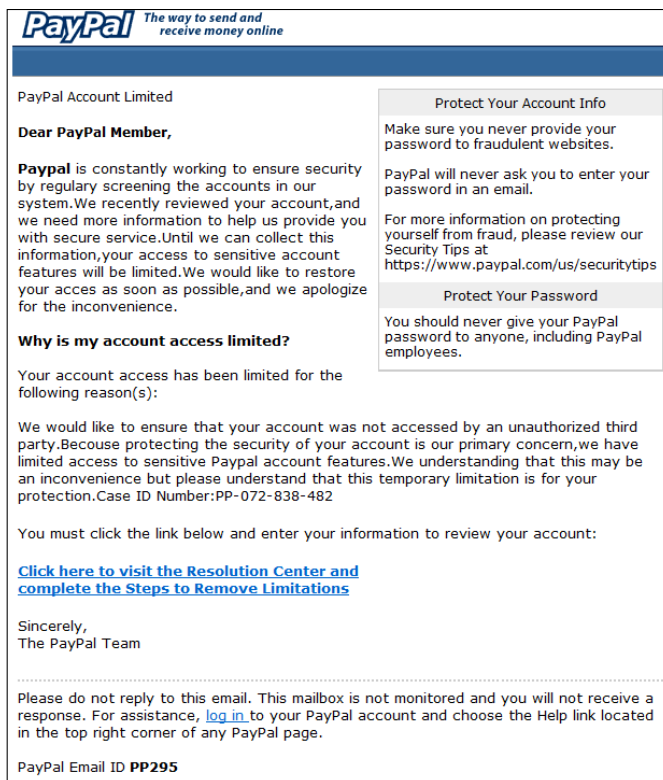 PayPal The way to send and
receive money online
PayPal Account Limited
Dear PayPal Member,
Paypal is constantly working to ensure security
by regulary screening the accounts in our
system.We recently reviewed your account,and
we need more information to help us provide you
with secure service.Until we can collect this
information,your access to sensitive account
features will be limited.We would like to restore
your acces as soon as possible,and we apologize
for the inconvenience.
Why is my account access limited?
Your account access has been limited for the
following reason(s):
Protect Your Account Info
Make sure you never provide your
password to fraudulent websites.
PayPal will never ask you to enter your
password in an email.
For more information on protecting
yourself from fraud, please review our
Security Tips at
https://www.paypal.com/us/securitytips
Protect Your Password
You should never give your PayPal
password to anyone, including PayPal
employees.
We would like to ensure that your account was not accessed by an unauthorized third
party.Becouse protecting the security of your account is our primary concern,we have
limited access to sensitive Paypal account features.We understanding that this may be
an inconvenience but please understand that this temporary limitation is for your
protection.Case ID Number:PP-072-838-482
You must click the link below and enter your information to review your account:
Click here to visit the Resolution Center and
complete the Steps to Remove Limitations
Sincerely,
The PayPal Team
Please do not reply to this email. This mailbox is not monitored and you will not receive a
response. For assistance, log in to your PayPal account and choose the Help link located
in the top right corner of any PayPal page.
PayPal Email ID PP295